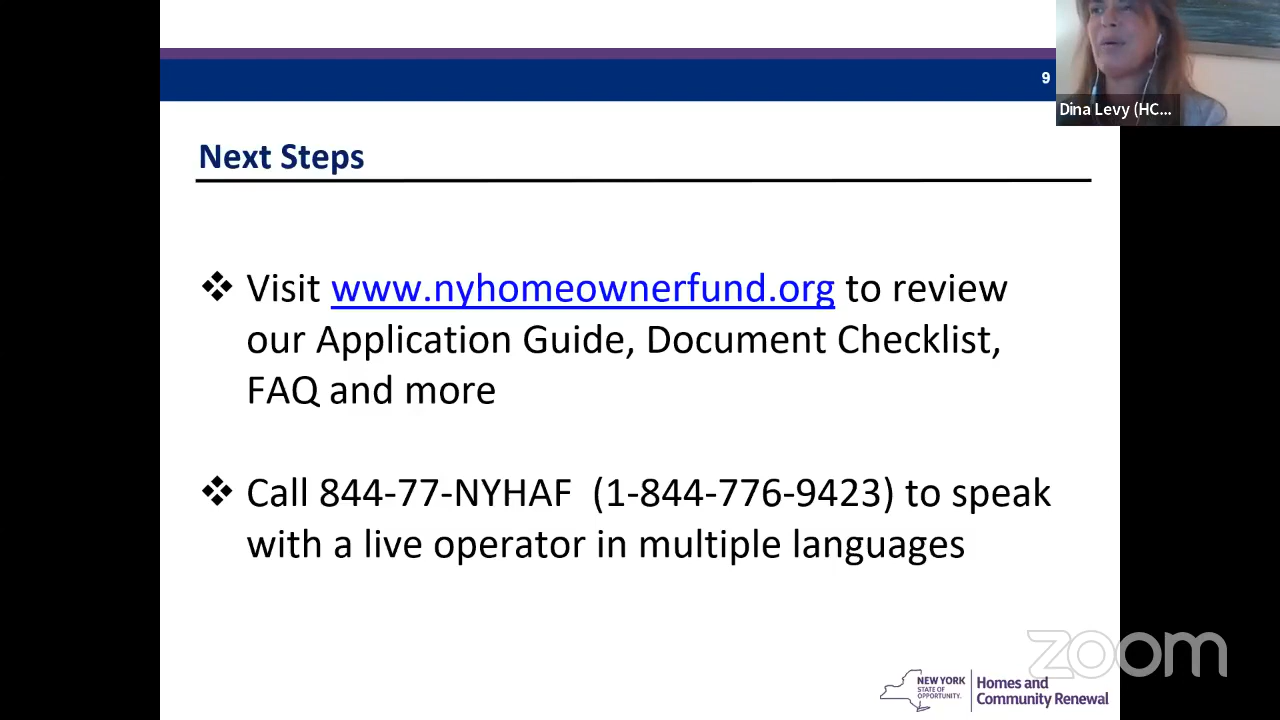 9
Dina Levy (HC...
Next Steps
❖ Visit www.nyhomeownerfund.org to review
our Application Guide, Document Checklist,
FAQ and more
❖ Call 844-77-NYHAF (1-844-776-9423) to speak
with a live operator in multiple languages
zoom
NEW YORK
STATE OF
OPPORTUNITY.
Homes and
Community Renewal